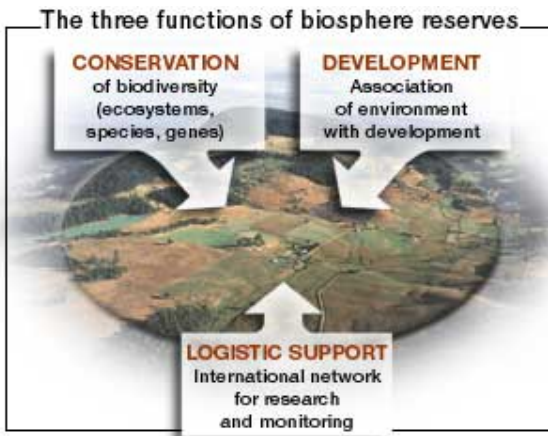 The three functions of biosphere reserves
CONSERVATION
of biodiversity
(ecosystems,
species, genes)
DEVELOPMENT
Association
of environment
with development
LOGISTIC SUPPORT
International network
for research
and monitoring